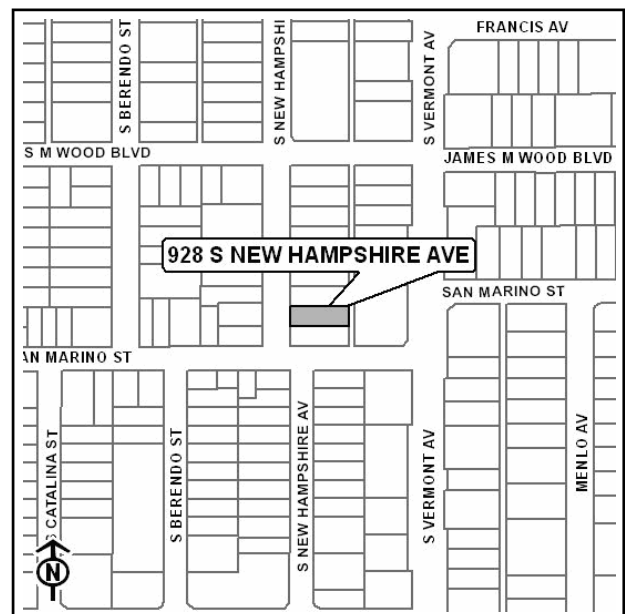 FRANCIS AV
S BERENDO ST
S NEW HAMPSHI
S VERMONT AV
S M WOOD BLVD
JAMES M WOOD BLVD
928 S NEW HAMPSHIRE AVE
SAN MARINO ST
AN MARINO ST
S CATALINA ST
S BERENDO ST
S NEW HAMPSHIRE AV
S VERMONT AV
MENLO AV
N